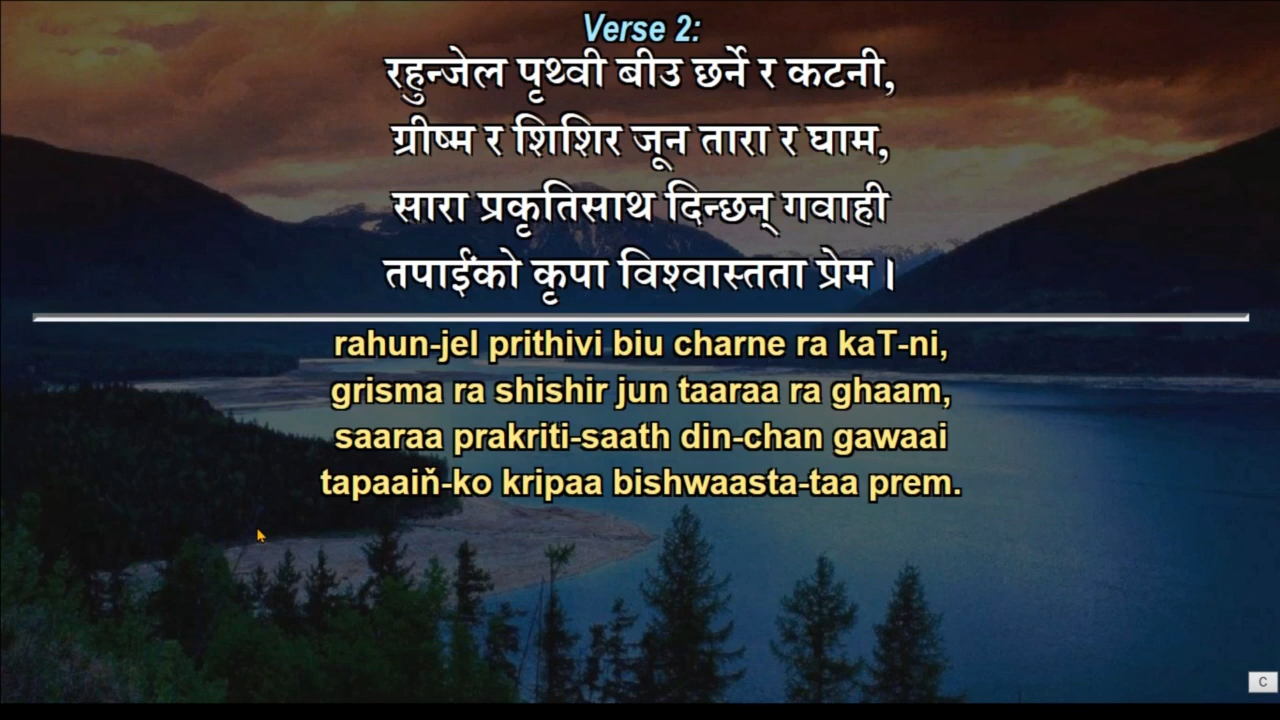 Verse 2:
रहुन्जेल पृथ्वी बीउ छर्ने र कटनी,
ग्रीष्म र शिशिर जून तारा र घाम,
सारा प्रकृतिसाथ दिन्छन् गवाही
तपाईंको कृपा विश्वास्तता प्रेम ।
rahun-jel prithivi biu charne ra kaT-ni,
grisma ra shishir jun taaraa ra ghaam,
saaraa prakriti-saath din-chan gawaai
tapaaiň-ko kripaa bishwaasta-taa prem.
C